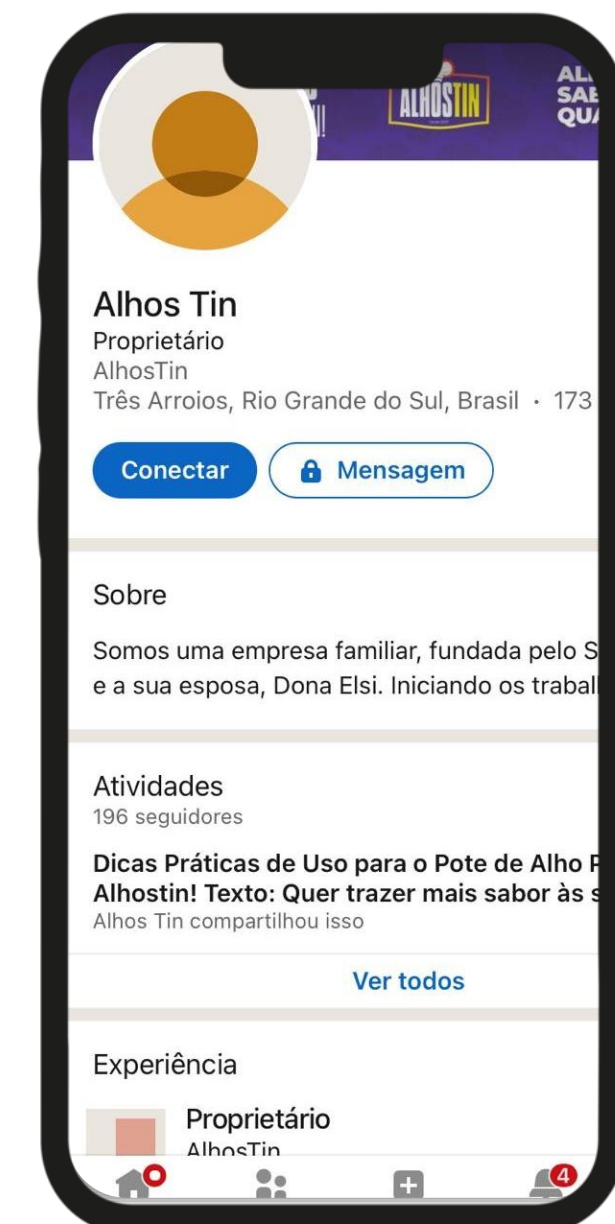 ALHOSTIN
Alhos Tin
Proprietário
AlhosTin
Três Arroios, Rio Grande do Sul, Brasil · 173
Conectar
Mensagem
Sobre
Somos uma empresa familiar, fundada pelo S
e a sua esposa, Dona Elsi. Iniciando os trabal
Atividades
196 seguidores
Dicas Práticas de Uso para o Pote de Alho P
Alhostin! Texto: Quer trazer mais sabor às s
Alhos Tin compartilhou isso
Ver todos
Experiência
Proprietário
AlhosTin
4